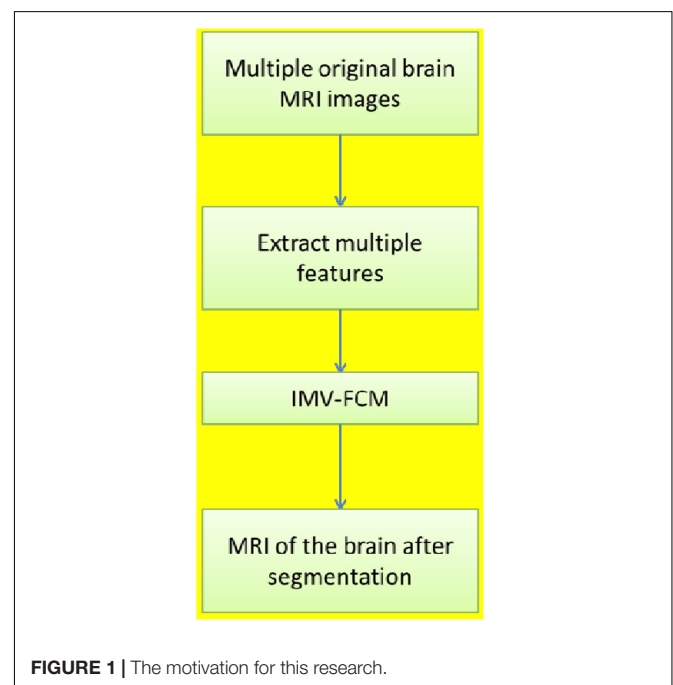 Multiple original brain
MRI images
Extract multiple
features
IMV-FCM
MRI of the brain after
segmentation
FIGURE 1 | The motivation for this research.